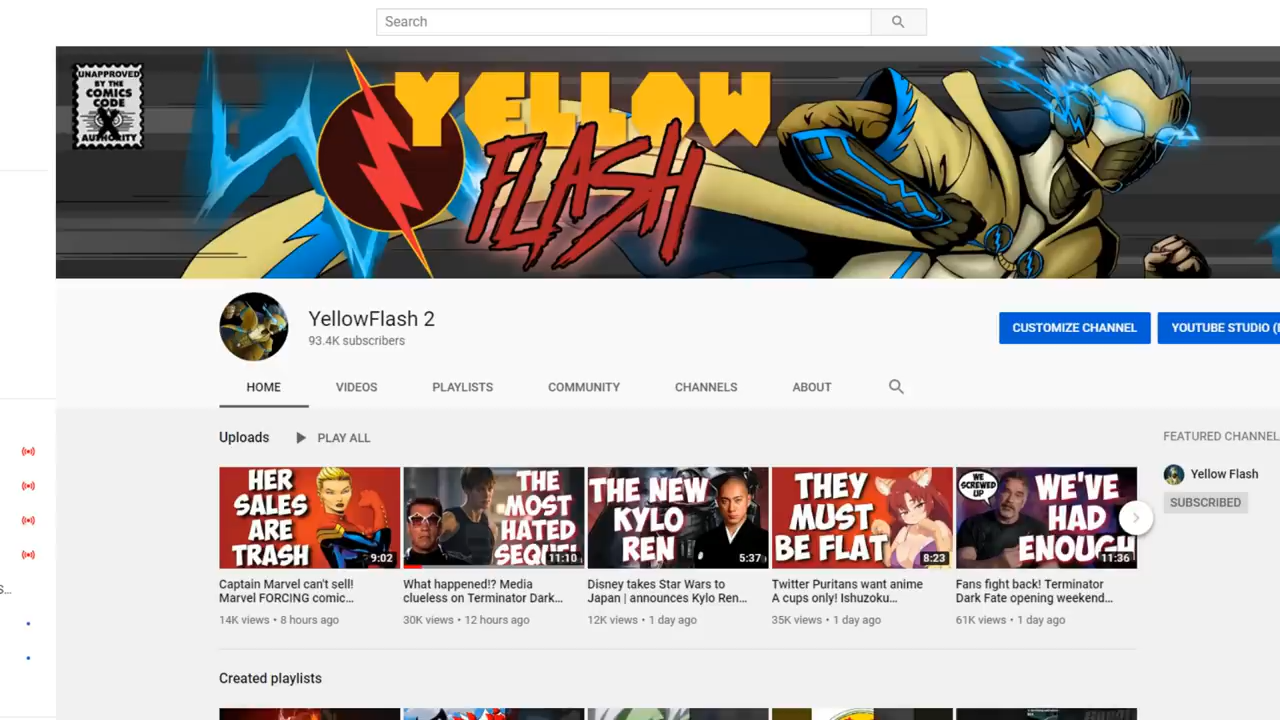 Search
UNAPPROVED
BY THE
COMICS
CODE
AUTHORITY
YELLOW
FLASH
YellowFlash 2
93.4K subscribers
CUSTOMIZE CHANNEL
YOUTUBE STUDIO (
HOME
VIDEOS
PLAYLISTS
COMMUNITY
CHANNELS
ABOUT
Uploads
PLAY ALL
FEATURED CHANNEL
Yellow Flash
SUBSCRIBED
HER
SALES
ARE
TRASH
9:02
Captain Marvel can't sell!
Marvel FORCING comic...
14K views • 8 hours ago
THE
MOST
HATED
SEQU
11:10
What happened!? Media
clueless on Terminator Dark...
30K views • 12 hours ago
THE NEW
KYLO
REN
5:37
Disney takes Star Wars to
Japan | announces Kylo Ren...
12K views • 1 day ago
THEY
MUST
BE FLAT
8:23
Twitter Puritans want anime
A cups only! Ishuzoku...
35K views • 1 day ago
WE
SCREWED
UP
WE'VE
HAD
ENOUGH
11:36
Fans fight back! Terminator
Dark Fate opening weekend...
61K views • 1 day ago
Created playlists
s...